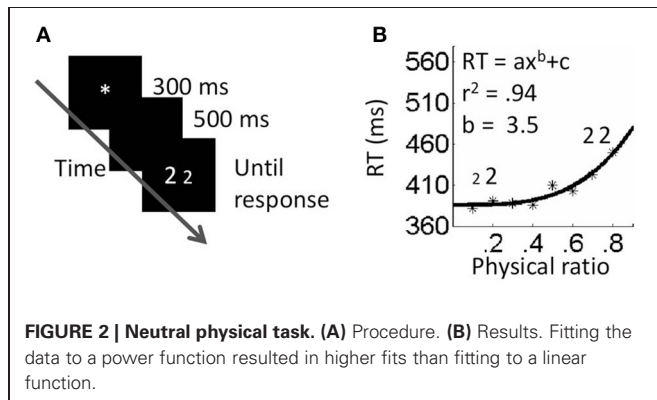 A
*
300 ms
500 ms
Time
2 2
Until
response
B
560
510
460
410
360
RT (ms)
RT = ax^b+c
r² = .94
b = 3.5
2 2
2 2
.2 .4 .6 .8
Physical ratio
FIGURE 2 | Neutral physical task. (A) Procedure. (B) Results. Fitting the
data to a power function resulted in higher fits than fitting to a linear
function.